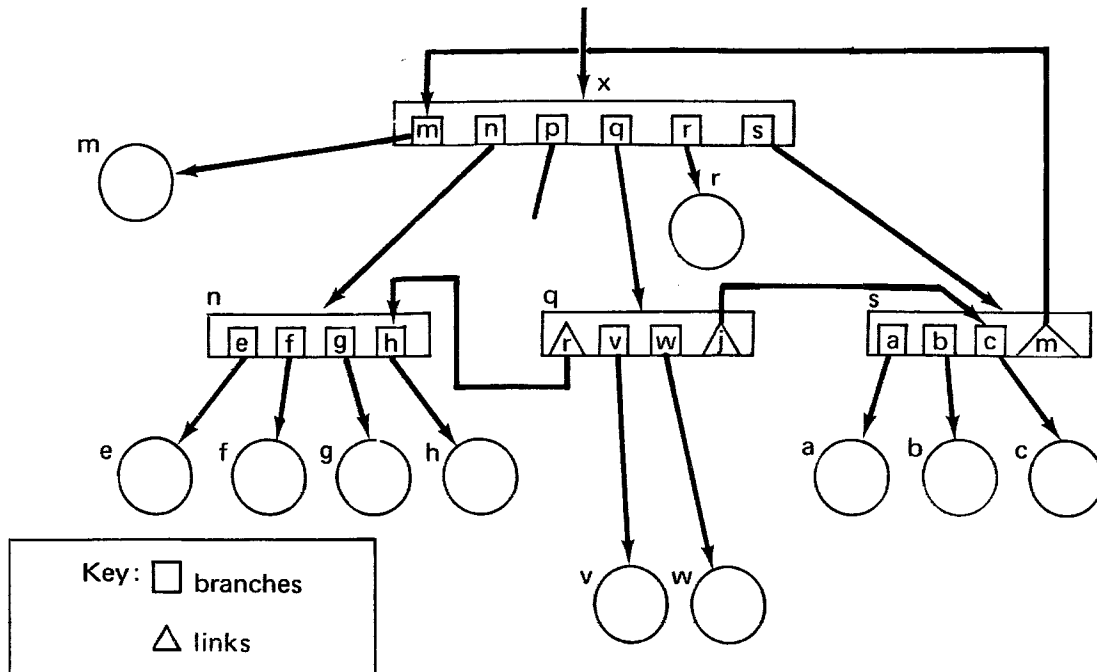 x
m n p q r s
m
r
n
e f g h
q
r v w j
s
a b c m
e f g h
a b c
v w
Key: branches
links